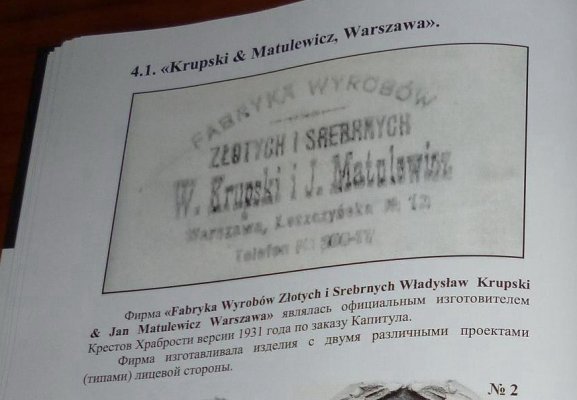 4.1. «Krupski & Matulewicz, Warszawa».
FABRYKA WYROBÓW
ZŁOTYCH I SREBRNYCH
W. Krupski i J. Matulewicz
Warszawa, Leszczyńska №
Telefon
Фирма «Fabryka Wyrobów Złotych i Srebrnych Władysław Krupski
& Jan Matulewicz Warszawa» являлась официальным изготовителем
Крестов Храбрости версии 1931 года по заказу Капитула.
Фирма изготавливала изделия с двумя различными проектами
(типами) лицевой стороны.
№ 2